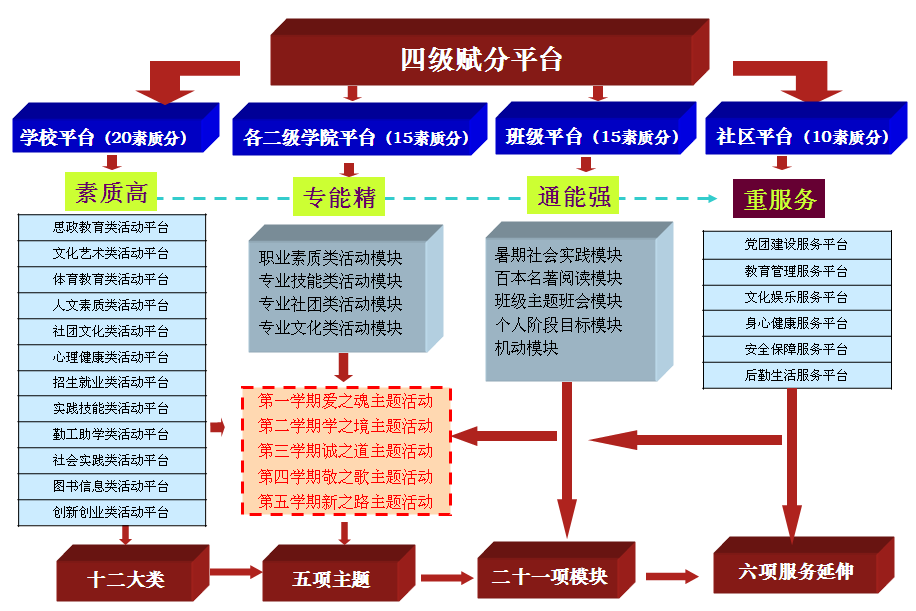 四级赋分平台
学校平台（20素质分）
各二级学院平台（15素质分）
班级平台（15素质分）
社区平台（10素质分）
素质高
专能精
通能强
重服务
思政教育类活动平台
文化艺术类活动平台
体育教育类活动平台
人文素质类活动平台
社团文化类活动平台
心理健康类活动平台
招生就业类活动平台
实践技能类活动平台
勤工助学类活动平台
社会实践类活动平台
图书信息类活动平台
创新创业类活动平台
职业素质类活动模块
专业技能类活动模块
专业社团类活动模块
专业文化类活动模块
第一学期爱之魂主题活动
第二学期学之境主题活动
第三学期诚之道主题活动
第四学期敬之歌主题活动
第五学期新之路主题活动
暑期社会实践模块
百本名著阅读模块
班级主题班会模块
个人阶段目标模块
机动模块
党团建设服务平台
教育管理服务平台
文化娱乐服务平台
身心健康服务平台
安全保障服务平台
后勤生活服务平台
十二大类
五项主题
二十一项模块
六项服务延伸